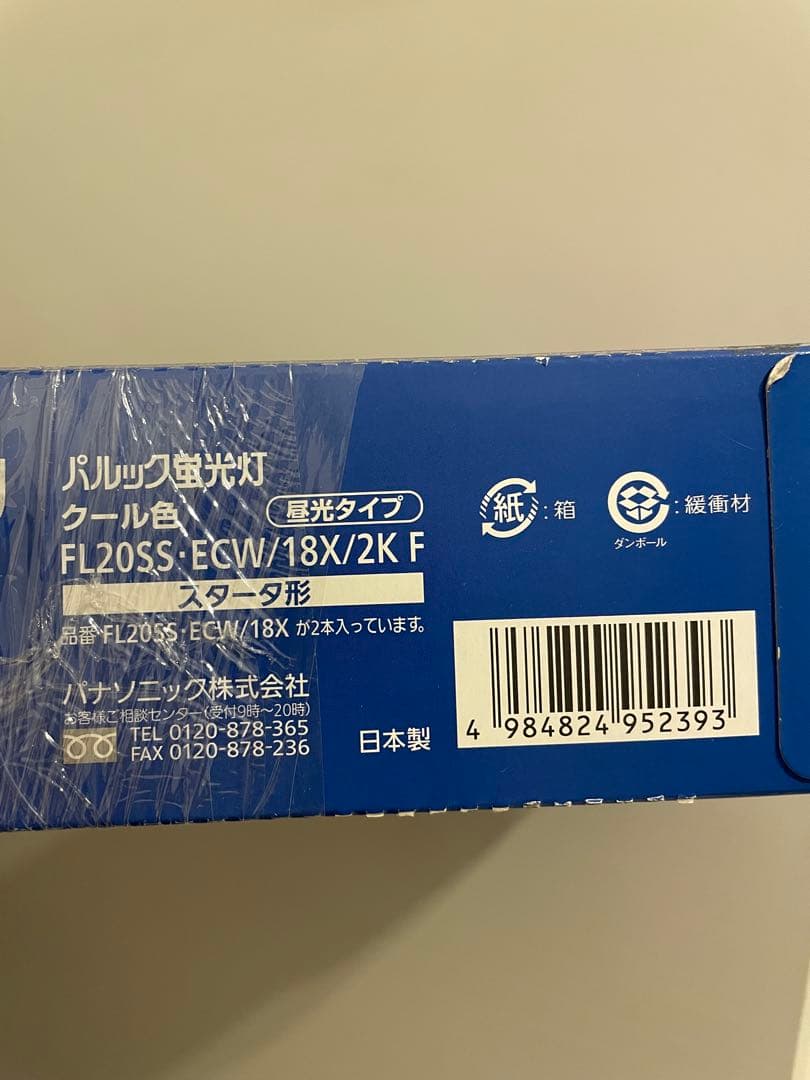 パルック蛍光灯
クール色 昼光タイプ
FL20SS・ECW/18X/2K F
スタータ形
品番 FL20SS・ECW/18X が2本入っています。
パナソニック株式会社
お客様ご相談センター(受付9時〜20時)
TEL 0120-878-365
FAX 0120-878-236
日本製
紙 :箱
:緩衝材
ダンボール
4 984824 952393